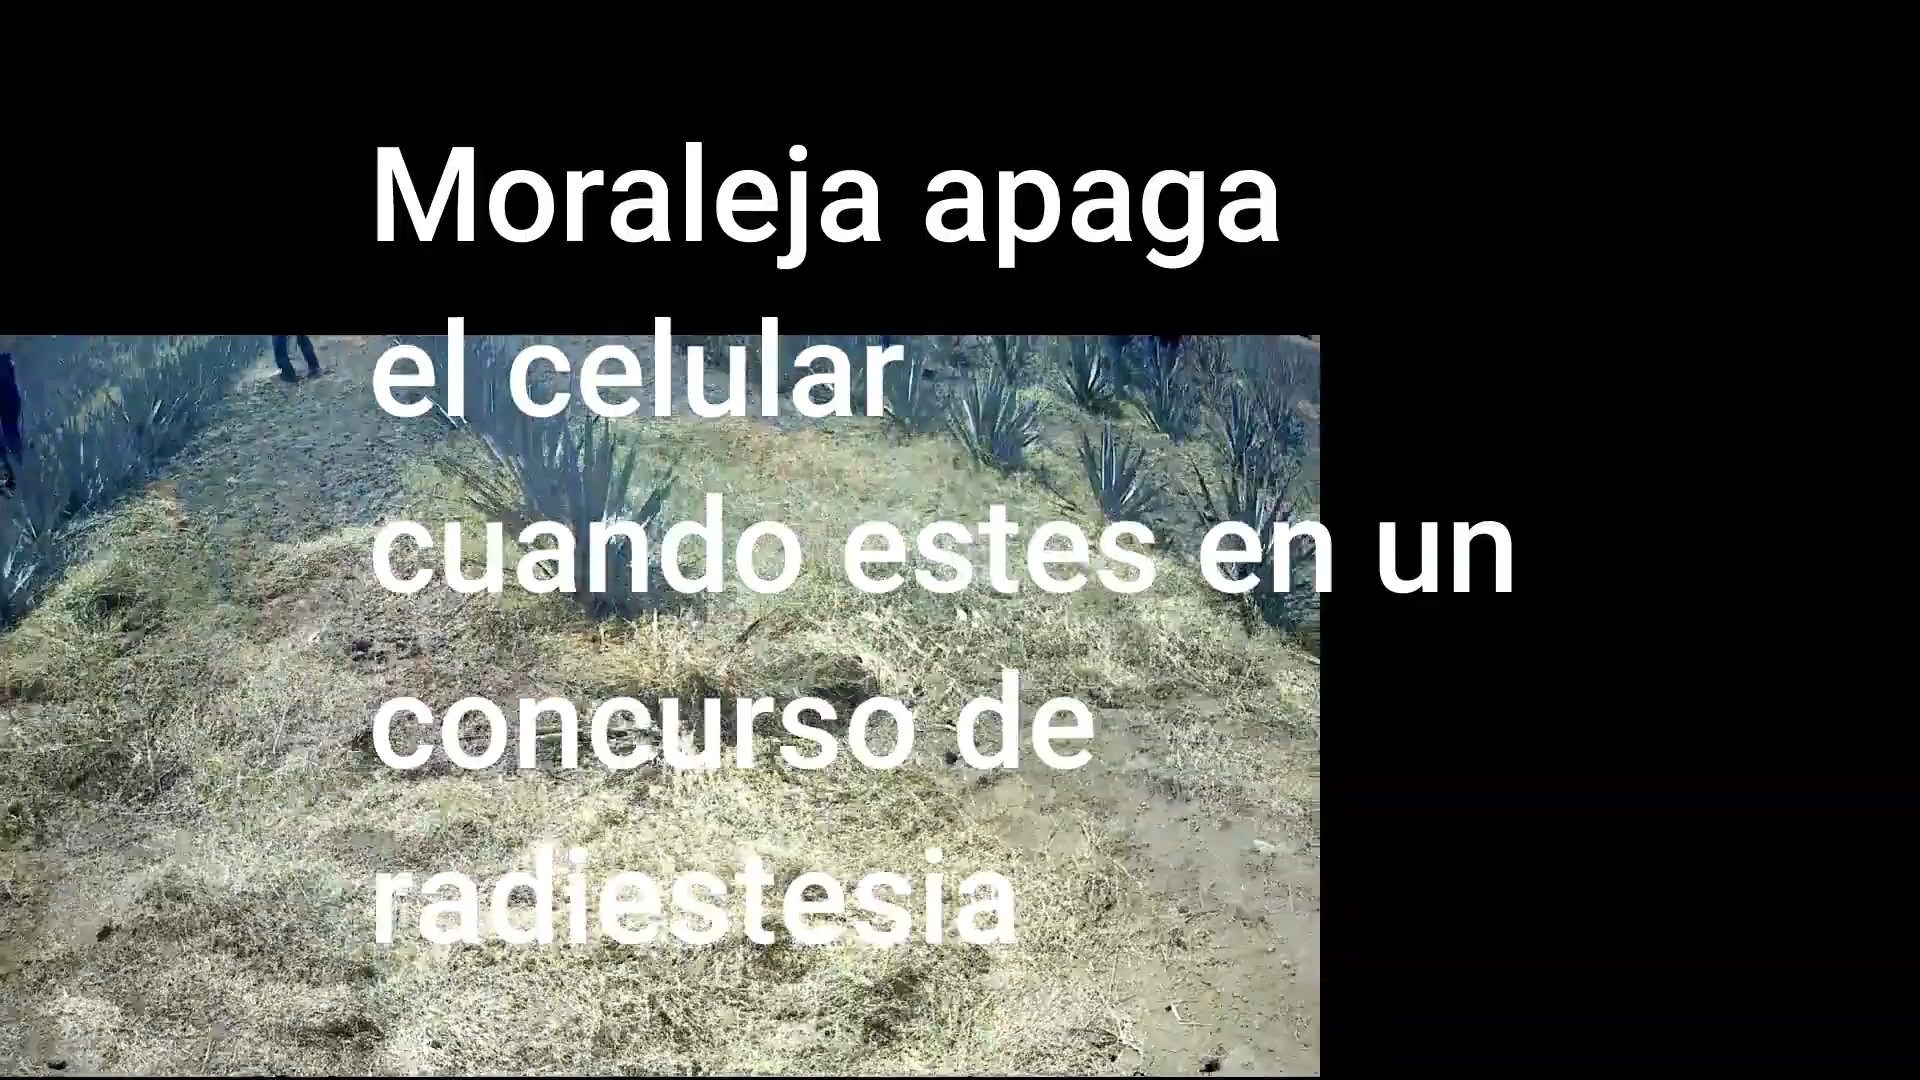 Moraleja apaga
el celular
cuando estes en un
concurso de
radiestesia